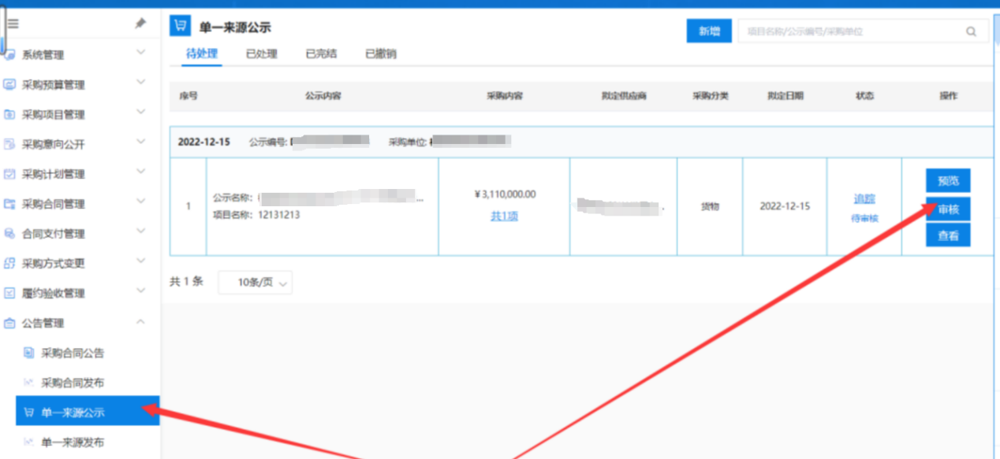 单一来源公示
新增
项目名称/公示编号/采购单位
待处理 已处理 已完结 已撤销
系统管理
采购预算管理
采购项目管理
采购意向公开
采购计划管理
采购合同管理
合同支付管理
采购方式变更
履约验收管理
公告管理
采购合同公告
采购合同发布
单一来源公示
单一来源发布
序号 公示内容 采购内容 拟定供应商 采购分类 拟定日期 状态 操作
2022-12-15 公示编号: 采购单位:
1
公示名称: ...
项目名称: 12131213
¥3,110,000.00
共1项
货物
2022-12-15
追踪
待审核
预览
审核
查看
共 1 条 10条/页